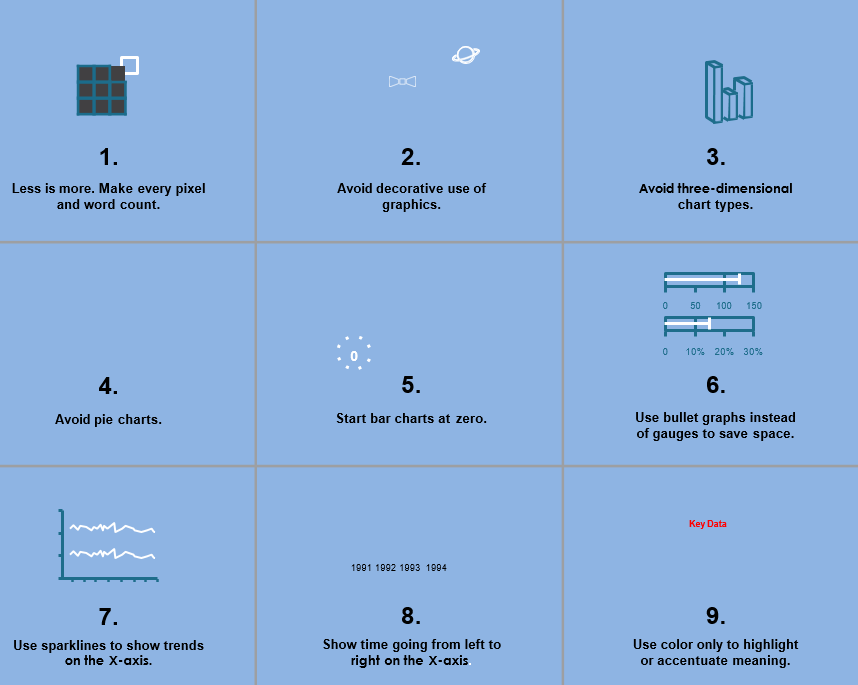 1.
Less is more. Make every pixel
and word count.
2.
Avoid decorative use of
graphics.
3.
Avoid three-dimensional
chart types.
4.
Avoid pie charts.
0
5.
Start bar charts at zero.
0 50 100 150
0 10% 20% 30%
6.
Use bullet graphs instead
of gauges to save space.
7.
Use sparklines to show trends
on the X-axis.
1991 1992 1993 1994
8.
Show time going from left to
right on the X-axis.
Key Data
9.
Use color only to highlight
or accentuate meaning.